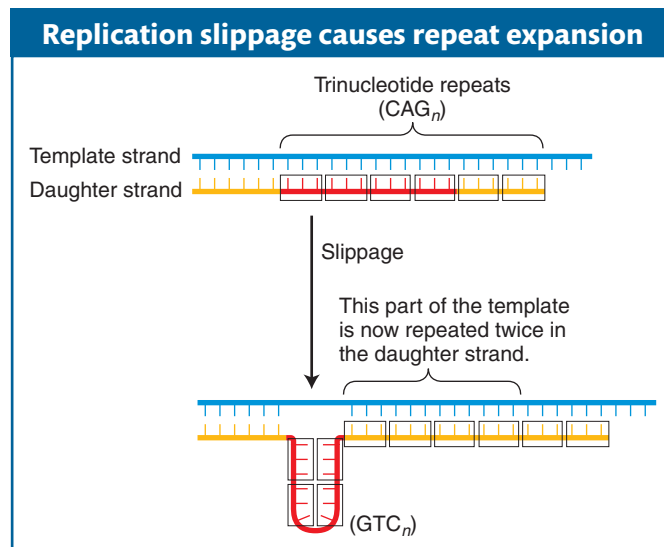 Replication slippage causes repeat expansion
Trinucleotide repeats
(CAGn)
Template strand
Daughter strand
Slippage
This part of the template
is now repeated twice in
the daughter strand.
(GTCn)